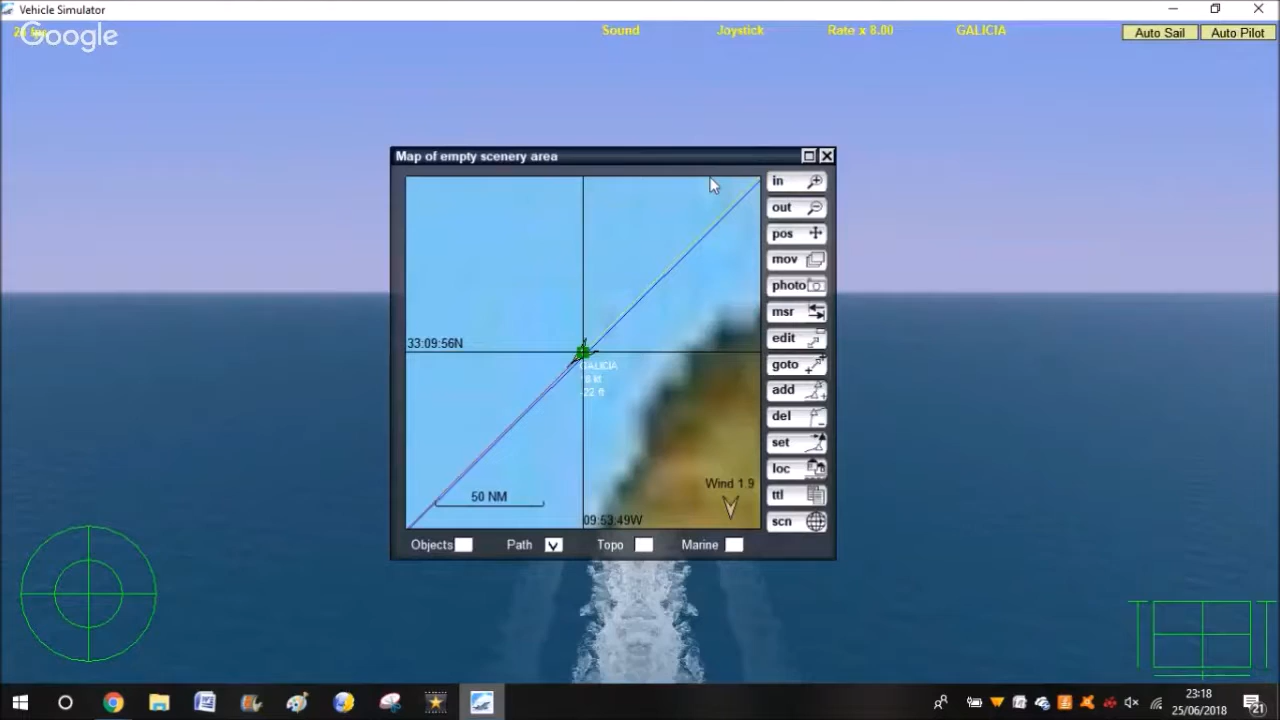 Vehicle Simulator
Google
Sound
Joystick
Rate x 8.00
GALICIA
Auto Sail
Auto Pilot
Map of empty scenery area
in
out
pos
mov
photo
msr
edit
goto
add
del
set
loc
ttl
scn
33:09:56N
GALICIA
22 ft
Wind 1.9
50 NM
09:53:49W
Objects
Path
Topo
Marine
23:18
25/06/2018
21